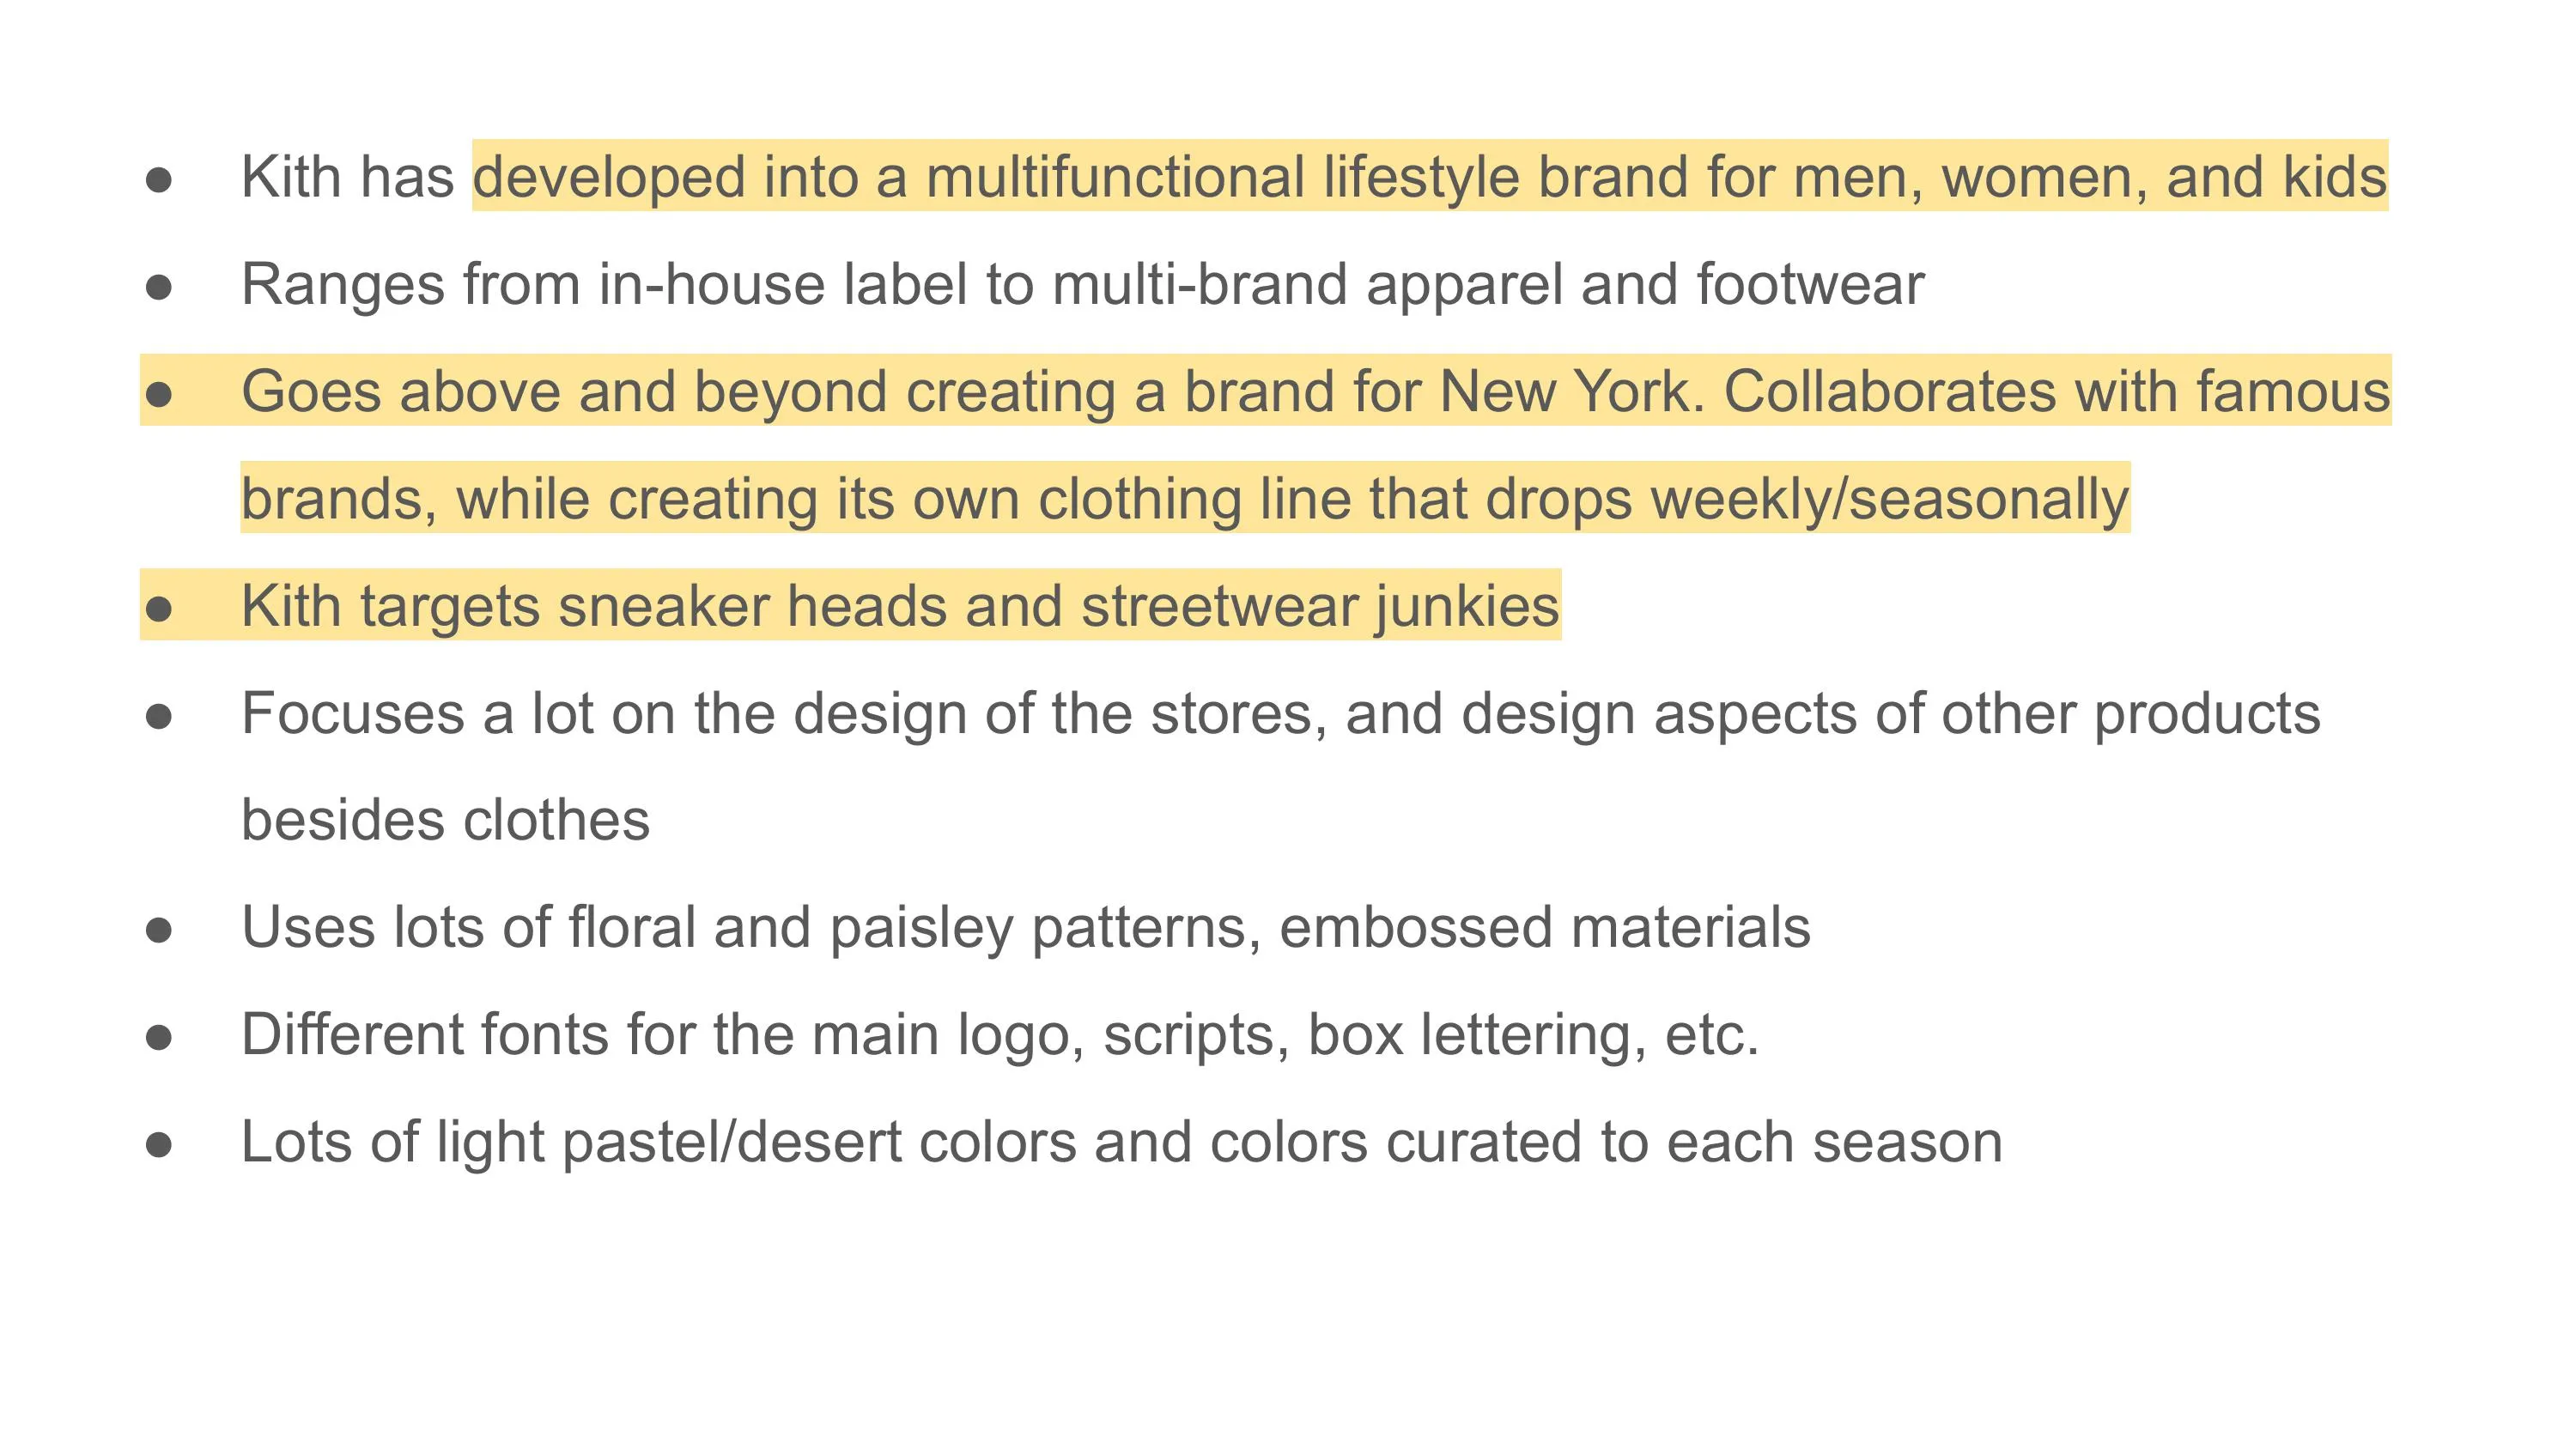 ● Kith has developed into a multifunctional lifestyle brand for men, women, and kids
● Ranges from in-house label to multi-brand apparel and footwear
● Goes above and beyond creating a brand for New York. Collaborates with famous
brands, while creating its own clothing line that drops weekly/seasonally
● Kith targets sneaker heads and streetwear junkies
● Focuses a lot on the design of the stores, and design aspects of other products
besides clothes
● Uses lots of floral and paisley patterns, embossed materials
● Different fonts for the main logo, scripts, box lettering, etc.
● Lots of light pastel/desert colors and colors curated to each season